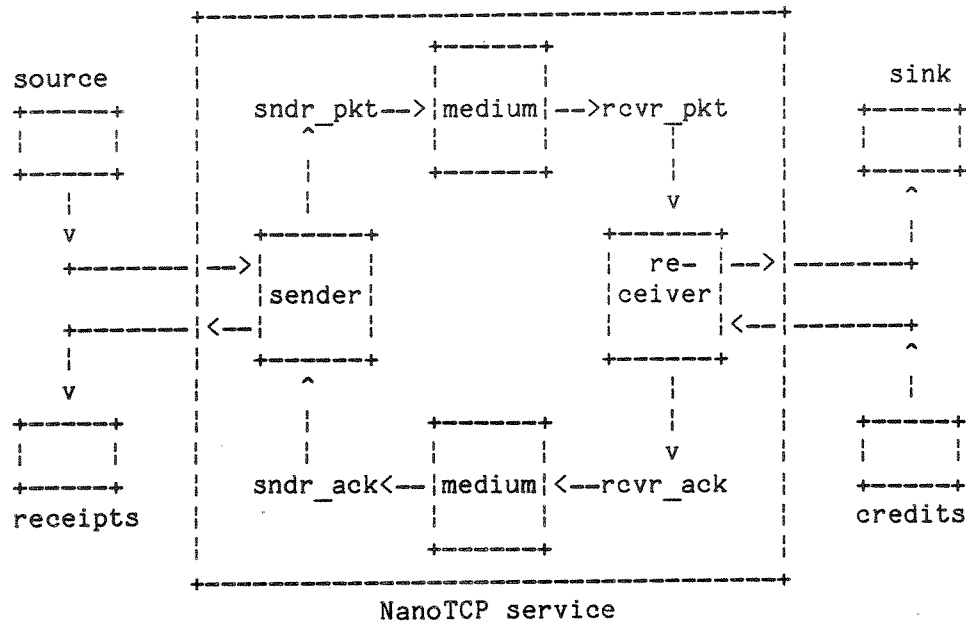 source
sink
sndr_pkt
medium
rcvr_pkt
sender
re-
ceiver
sndr_ack
medium
rcvr_ack
receipts
credits
NanoTCP service